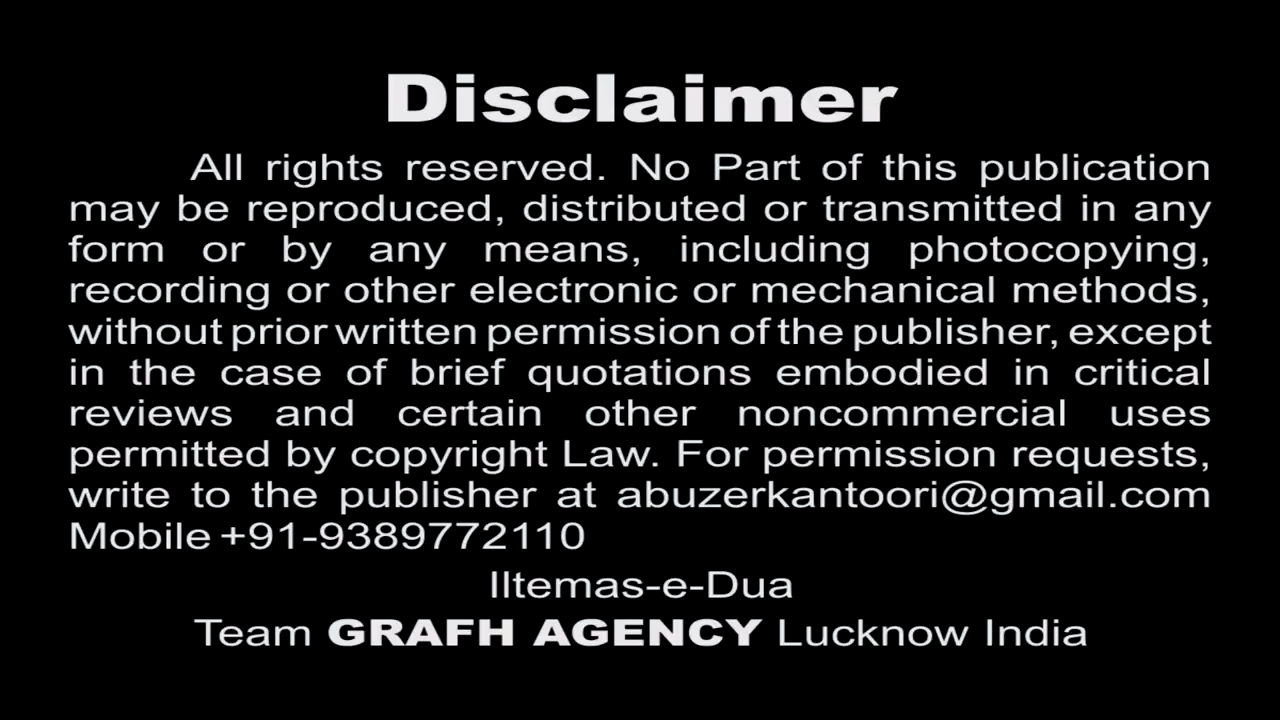 Disclaimer
All rights reserved. No Part of this publication
may be reproduced, distributed or transmitted in any
form or by any means, including photocopying,
recording or other electronic or mechanical methods,
without prior written permission of the publisher, except
in the case of brief quotations embodied in critical
reviews and certain other noncommercial uses
permitted by copyright Law. For permission requests,
write to the publisher at abuzerkantoori@gmail.com
Mobile +91-9389772110
Iltemas-e-Dua
Team GRAFH AGENCY Lucknow India